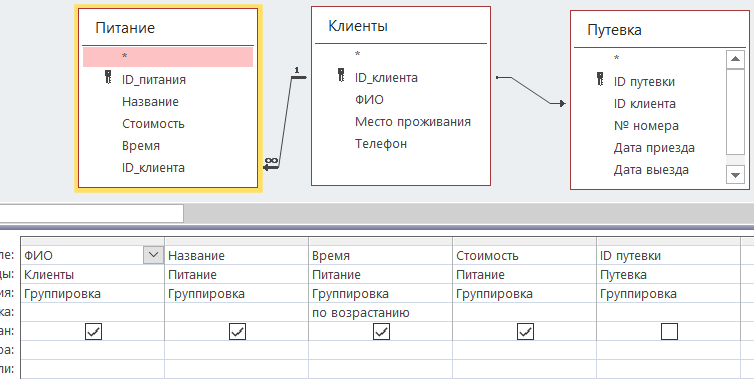 Питание
*
ID_питания
Название
Стоимость
Время
ID_клиента
1
∞
Клиенты
*
ID_клиента
ФИО
Место проживания
Телефон
Путевка
*
ID путевки
ID клиента
№ номера
Дата приезда
Дата выезда
ле: ФИО Название Время Стоимость ID путевки
ды: Клиенты Питание Питание Питание Путевка
ия: Группировка Группировка Группировка Группировка Группировка
ка: по возрастанию
ан:
ра:
ли: